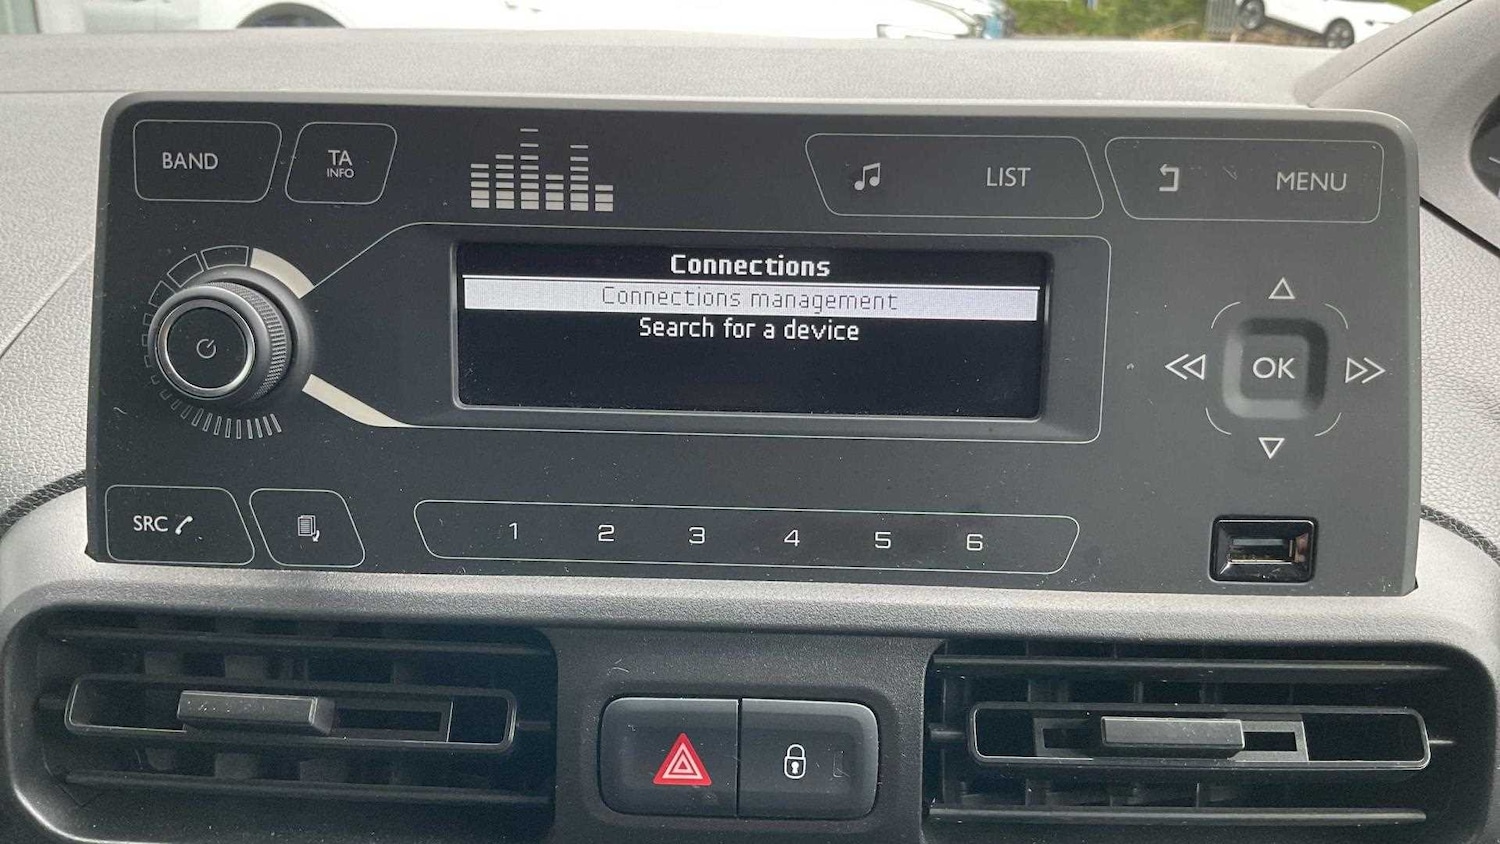 BAND
TA
INFO
LIST
MENU
Connections
Connections management
Search for a device
OK
SRC
1 2 3 4 5 6